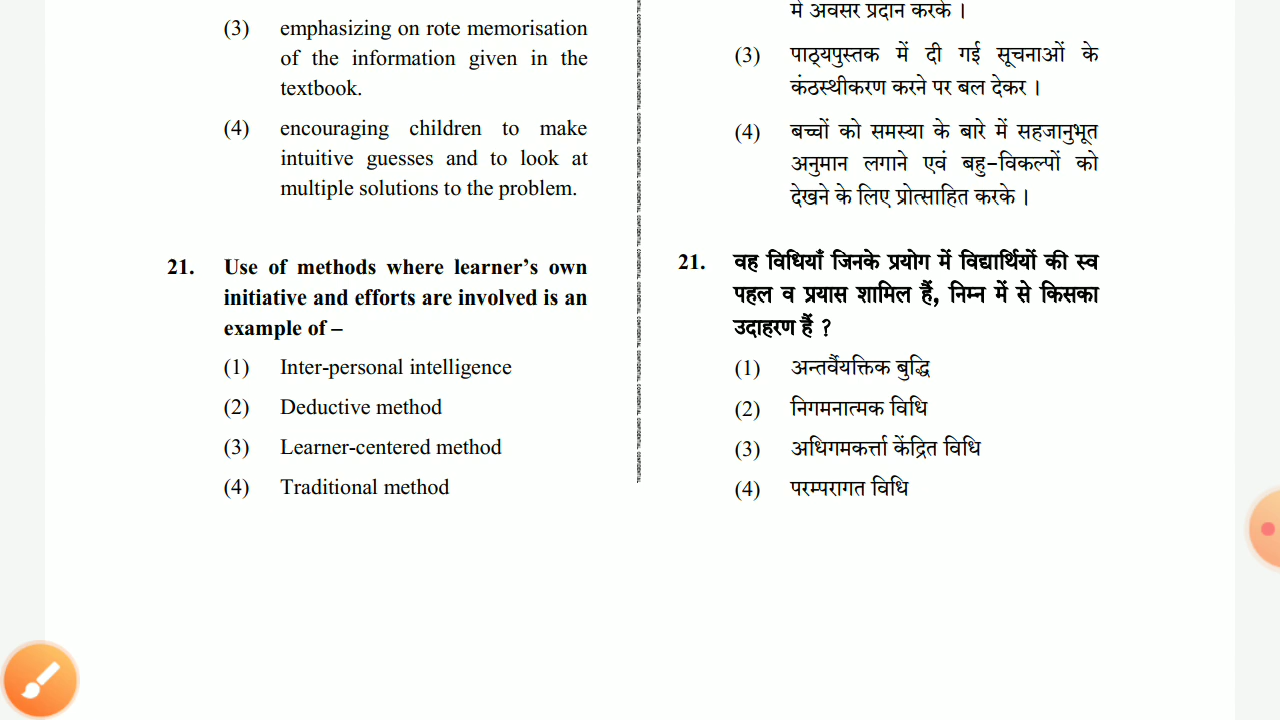 (3) emphasizing on rote memorisation
of the information given in the
textbook.
(4) encouraging children to make
intuitive guesses and to look at
multiple solutions to the problem.
21. Use of methods where learner's own
initiative and efforts are involved is an
example of –
(1) Inter-personal intelligence
(2) Deductive method
(3) Learner-centered method
(4) Traditional method
में अवसर प्रदान करके ।
(3) पाठ्यपुस्तक में दी गई सूचनाओं के
कंठस्थीकरण करने पर बल देकर ।
(4) बच्चों को समस्या के बारे में सहजानुभूत
अनुमान लगाने एवं बहु-विकल्पों को
देखने के लिए प्रोत्साहित करके ।
21. वह विधियाँ जिनके प्रयोग में विद्यार्थियों की स्व
पहल व प्रयास शामिल हैं, निम्न में से किसका
उदाहरण हैं ?
(1) अन्तर्वैयक्तिक बुद्धि
(2) निगमनात्मक विधि
(3) अधिगमकर्त्ता केंद्रित विधि
(4) परम्परागत विधि